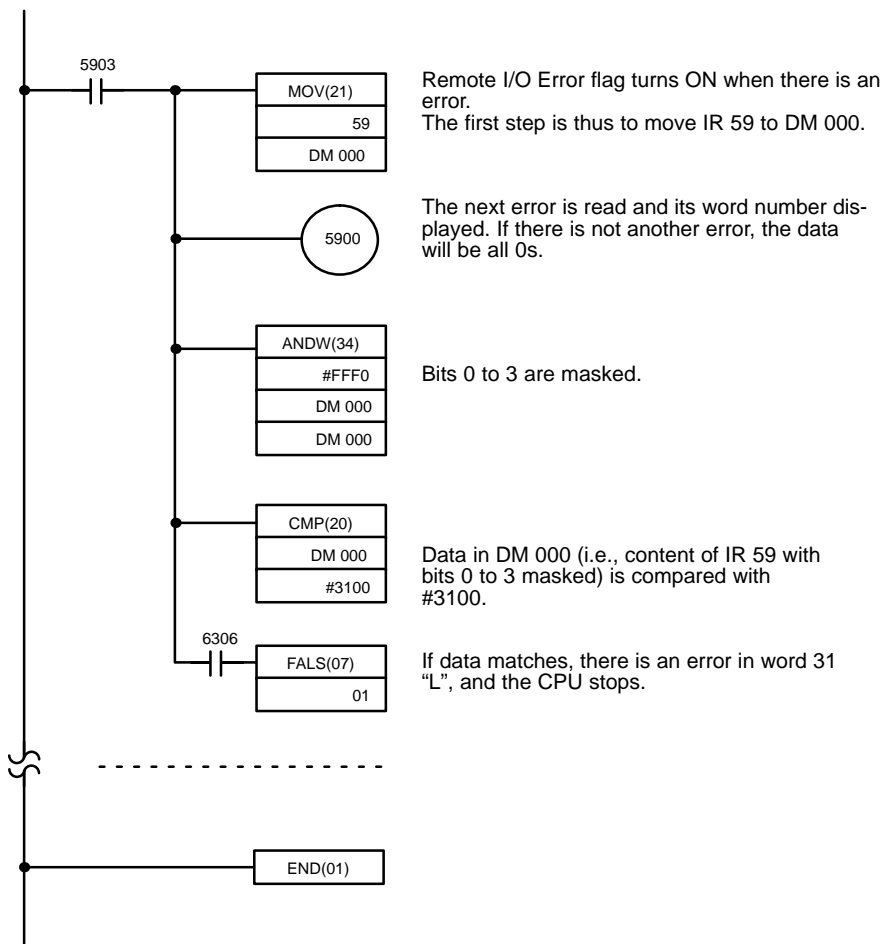 5903
MOV(21)
59
DM 000
Remote I/O Error flag turns ON when there is an
error.
The first step is thus to move IR 59 to DM 000.
5900
The next error is read and its word number dis-
played. If there is not another error, the data
will be all 0s.
ANDW(34)
#FFF0
DM 000
DM 000
Bits 0 to 3 are masked.
CMP(20)
DM 000
#3100
Data in DM 000 (i.e., content of IR 59 with
bits 0 to 3 masked) is compared with
#3100.
6306
FALS(07)
01
If data matches, there is an error in word 31
“L”, and the CPU stops.
END(01)